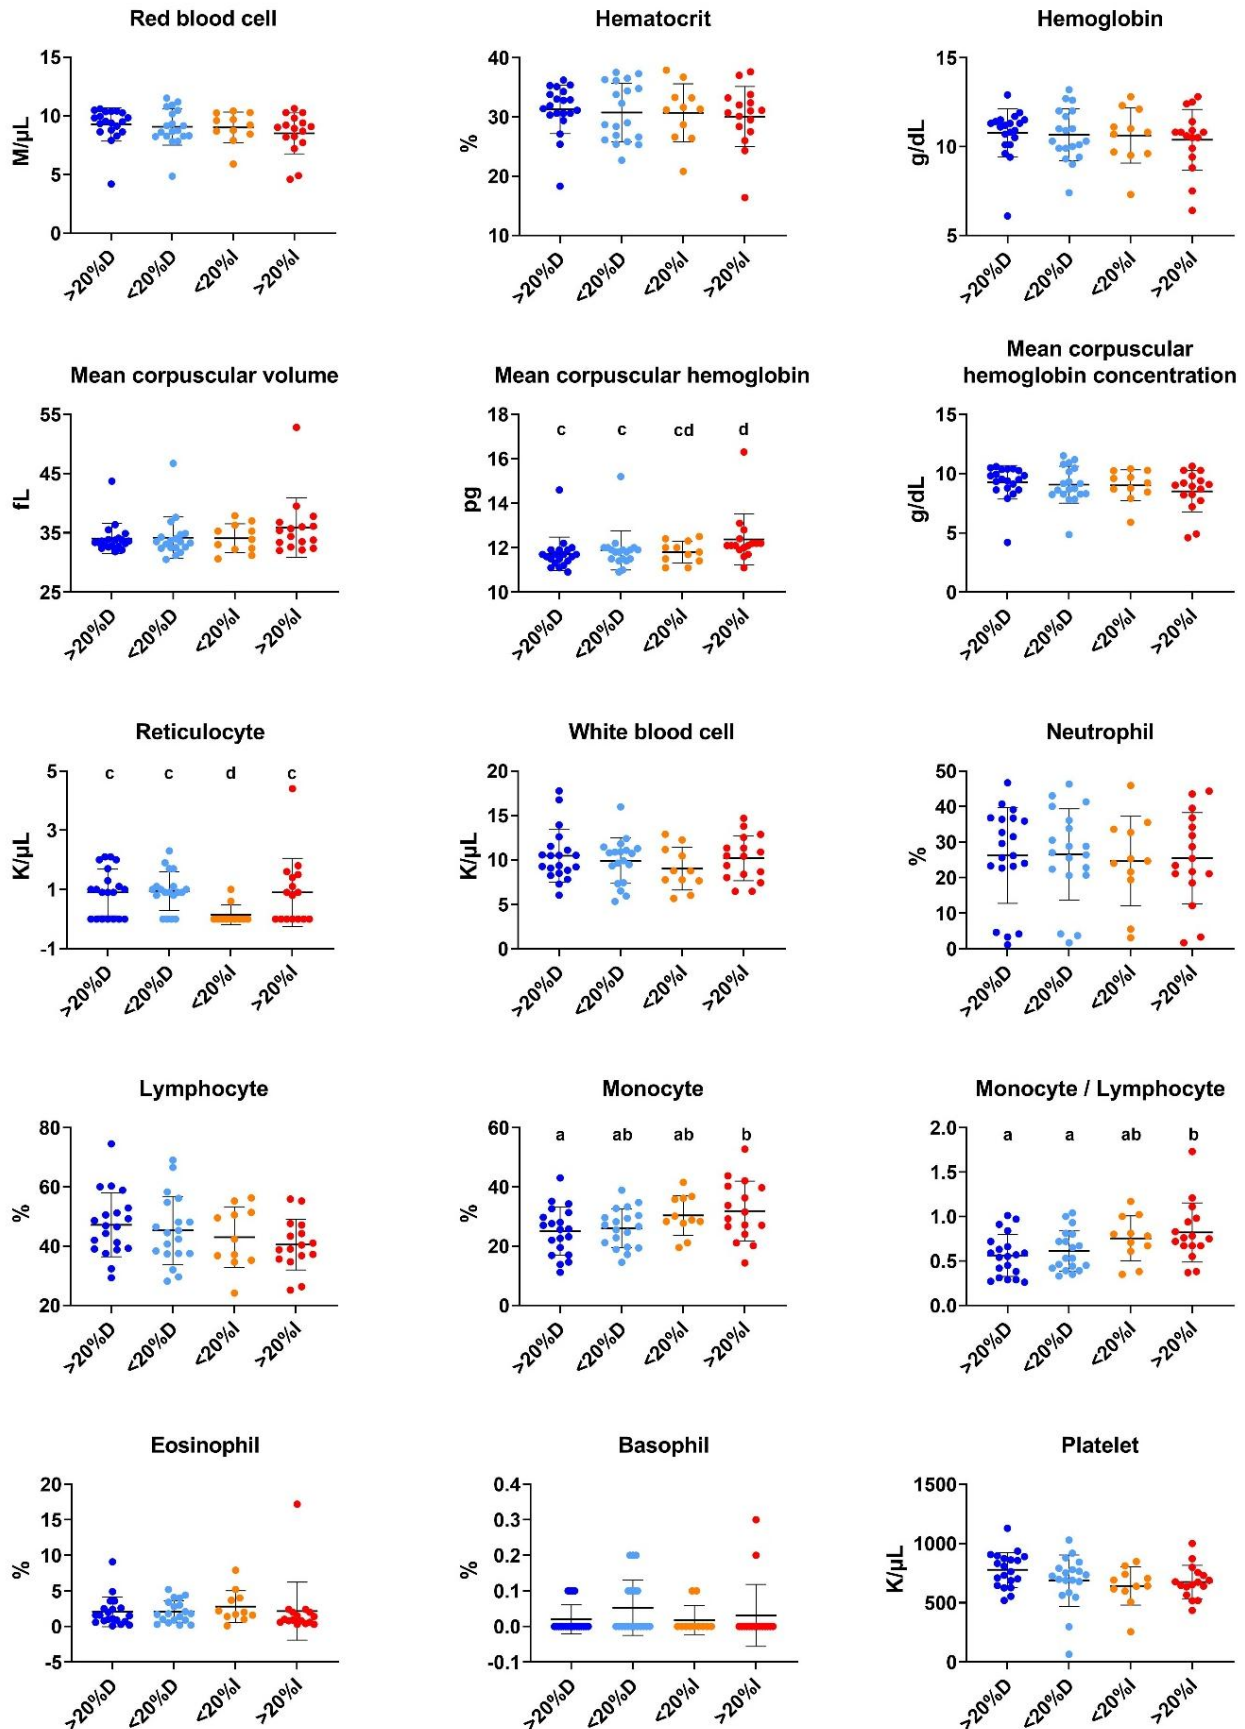 Red blood cell
15
10
5
0
M/µL
>20%D
<20%D
<20%I
>20%I
Hematocrit
40
30
20
10
%
>20%D
<20%D
<20%I
>20%I
Hemoglobin
15
10
5
g/dL
>20%D
<20%D
<20%I
>20%I
Mean corpuscular volume
55
45
35
25
fL
>20%D
<20%D
<20%I
>20%I
Mean corpuscular hemoglobin
18
16
14
12
10
pg
c c cd d
>20%D
<20%D
<20%I
>20%I
Mean corpuscular
hemoglobin concentration
15
10
5
0
g/dL
>20%D
<20%D
<20%I
>20%I
Reticulocyte
5
3
1
-1
K/µL
c c d c
>20%D
<20%D
<20%I
>20%I
White blood cell
20
15
10
5
0
K/µL
>20%D
<20%D
<20%I
>20%I
Neutrophil
50
40
30
20
10
0
%
>20%D
<20%D
<20%I
>20%I
Lymphocyte
80
60
40
20
%
>20%D
<20%D
<20%I
>20%I
Monocyte
60
40
20
0
%
a ab ab b
>20%D
<20%D
<20%I
>20%I
Monocyte / Lymphocyte
2.0
1.5
1.0
0.5
0.0
a a ab b
>20%D
<20%D
<20%I
>20%I
Eosinophil
20
15
10
5
0
-5
%
>20%D
<20%D
<20%I
>20%I
Basophil
0.4
0.3
0.2
0.1
0.0
-0.1
%
>20%D
<20%D
<20%I
>20%I
Platelet
1500
1000
500
0
K/µL
>20%D
<20%D
<20%I
>20%I